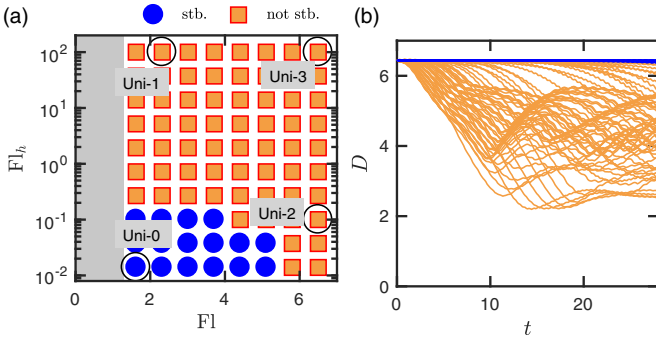 (a)
stb.
not stb.
10^2
10^1
10^0
10^-1
10^-2
Fl_h
Uni-1
Uni-3
Uni-2
Uni-0
0
2
4
6
Fl
(b)
6
4
2
0
D
0
10
20
t